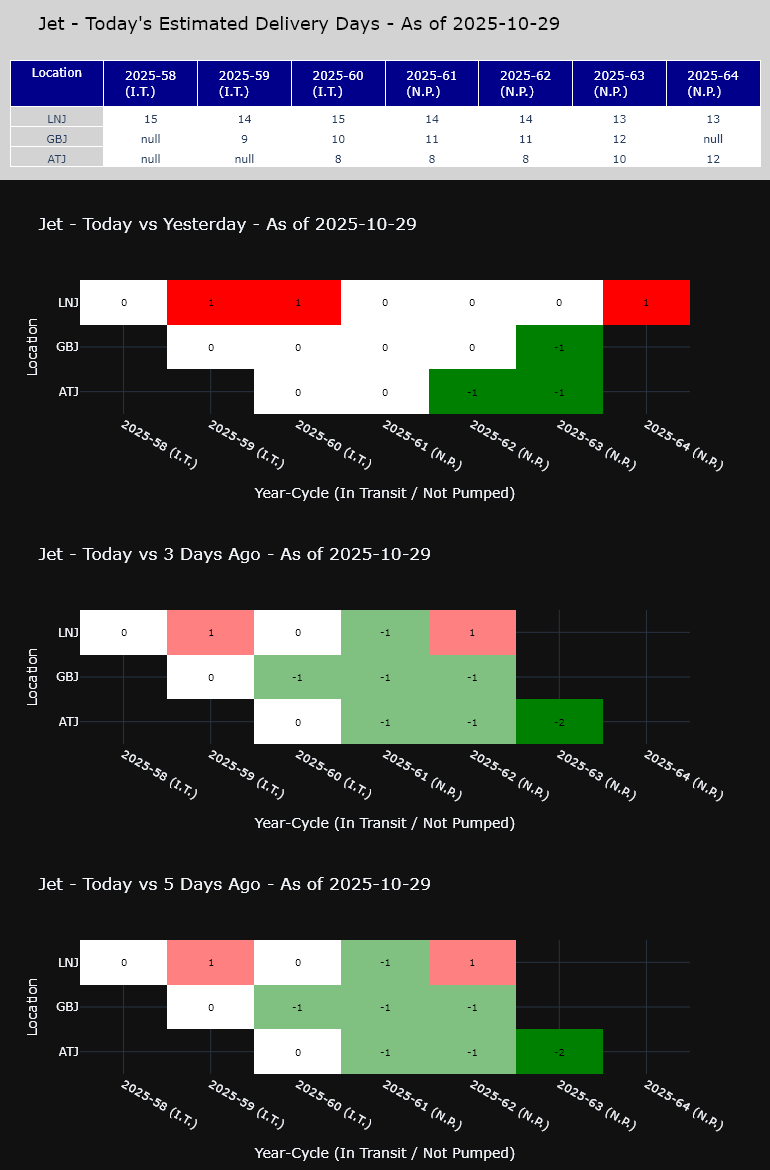 Jet - Today's Estimated Delivery Days - As of 2025-10-29
Location 2025-58 (I.T.) 2025-59 (I.T.) 2025-60 (I.T.) 2025-61 (N.P.) 2025-62 (N.P.) 2025-63 (N.P.) 2025-64 (N.P.)
LNJ 15 14 15 14 14 13 13
GBJ null 9 10 11 11 12 null
ATJ null null 8 8 8 10 12
Jet - Today vs Yesterday - As of 2025-10-29
Location
LNJ 0 1 1 0 0 0 1
GBJ 0 0 0 0 -1
ATJ 0 0 -1 -1
2025-58 (I.T.) 2025-59 (I.T.) 2025-60 (I.T.) 2025-61 (N.P.) 2025-62 (N.P.) 2025-63 (N.P.) 2025-64 (N.P.)
Year-Cycle (In Transit / Not Pumped)
Jet - Today vs 3 Days Ago - As of 2025-10-29
Location
LNJ 0 1 0 -1 1
GBJ 0 -1 -1 -1
ATJ 0 -1 -1 -2
2025-58 (I.T.) 2025-59 (I.T.) 2025-60 (I.T.) 2025-61 (N.P.) 2025-62 (N.P.) 2025-63 (N.P.) 2025-64 (N.P.)
Year-Cycle (In Transit / Not Pumped)
Jet - Today vs 5 Days Ago - As of 2025-10-29
Location
LNJ 0 1 0 -1 1
GBJ 0 -1 -1 -1
ATJ 0 -1 -1 -2
2025-58 (I.T.) 2025-59 (I.T.) 2025-60 (I.T.) 2025-61 (N.P.) 2025-62 (N.P.) 2025-63 (N.P.) 2025-64 (N.P.)
Year-Cycle (In Transit / Not Pumped)